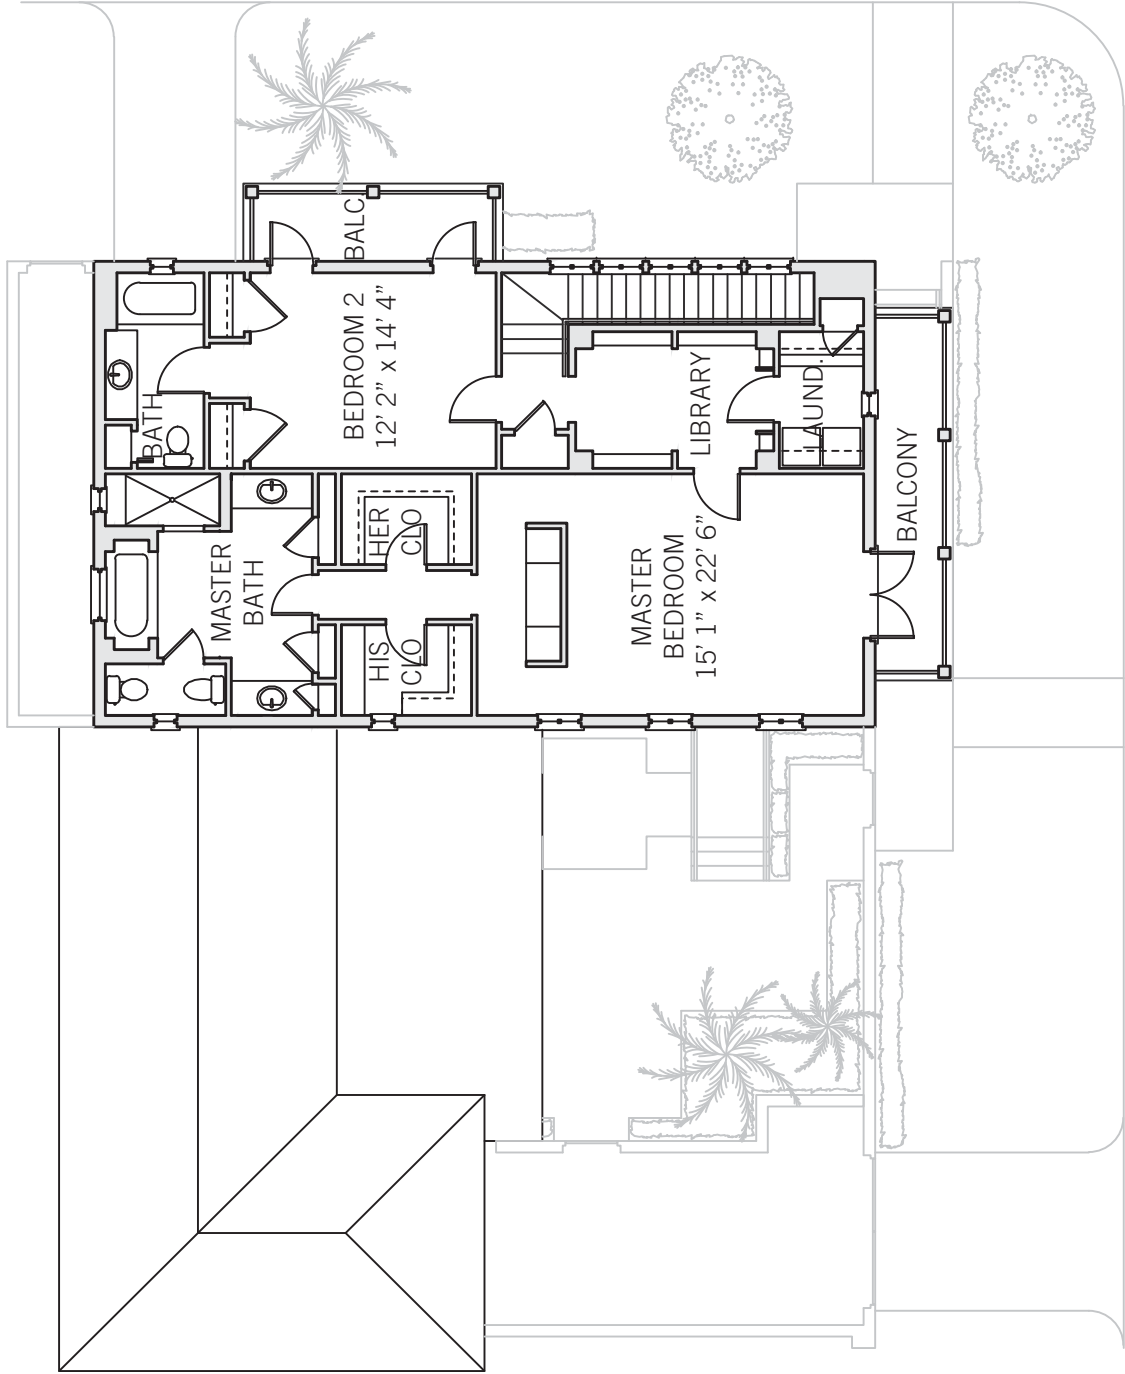 BALC.
BEDROOM 2
12' 2” x 14' 4”
BATH
LIBRARY
LAUND.
BALCONY
HER
CLO
MASTER
BATH
HIS
CLO
MASTER
BEDROOM
15' 1” x 22' 6”